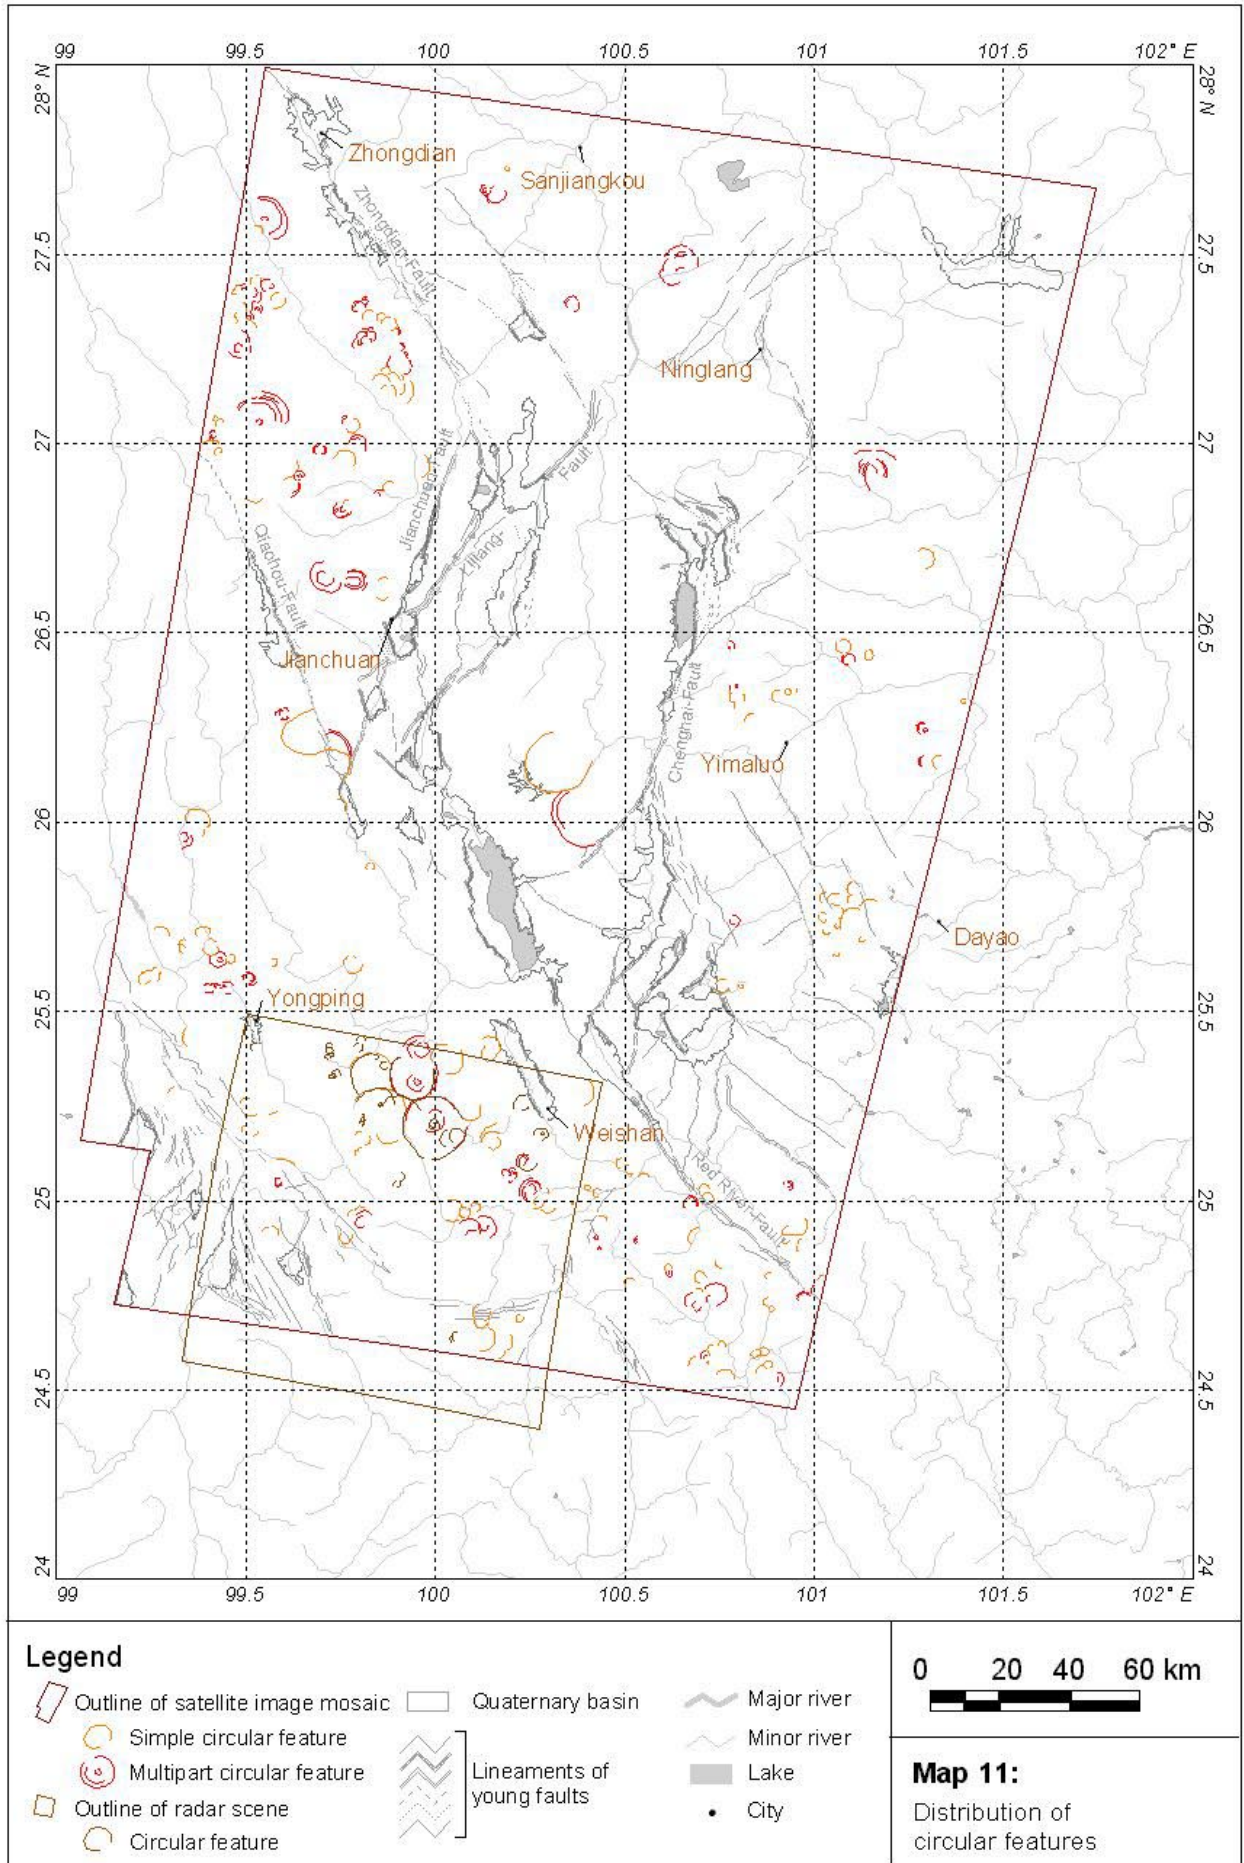 99 99.5 100 100.5 101 101.5 102° E
28° N
28° N
Zhongdian
Sanjiangkou
Zhongdian-Fault
27.5
27.5
Ninglang
27
27
Jianchuan-Fault
Fault
Lijiang-
Qiaohou-Fault
26.5
26.5
Jianchuan
Chenghai-Fault
Yimaluo
26
26
Dayao
Yongping
25.5
25.5
Weishan
Red River-Fault
25
25
24.5
24.5
24
24
99 99.5 100 100.5 101 101.5 102° E
Legend
Outline of satellite image mosaic
Simple circular feature
Multipart circular feature
Outline of radar scene
Circular feature
Quaternary basin
Lineaments of
young faults
Major river
Minor river
Lake
City
0 20 40 60 km
Map 11:
Distribution of
circular features